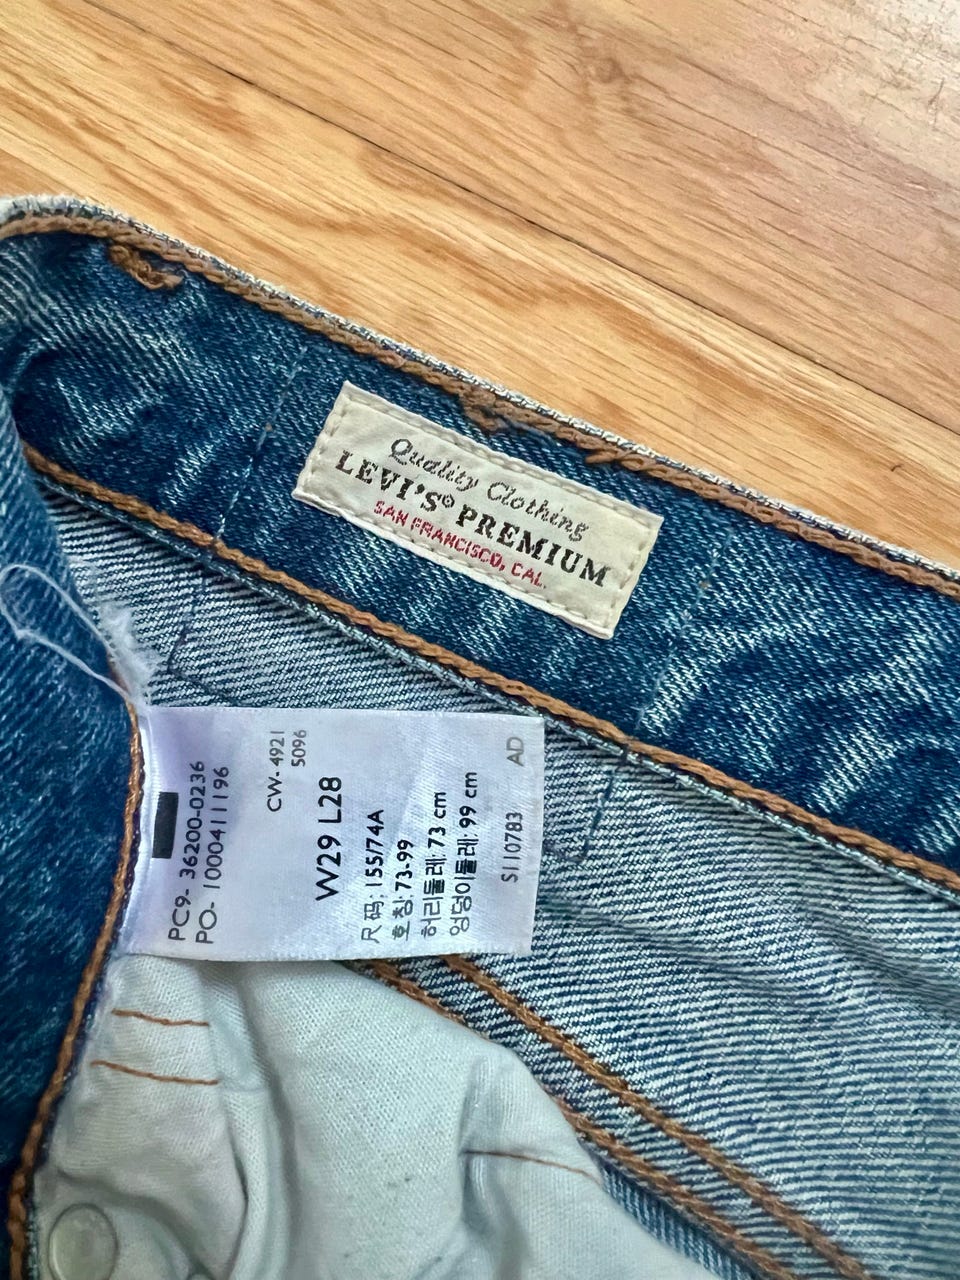 Quality Clothing
LEVI'S® PREMIUM
SAN FRANCISCO, CAL.
PC9- 36200-0236
PO- 1000411196
CW- 4921
5096
W29 L28
尺码: 155/74A
호칭: 73-99
허리둘레: 73 cm
엉덩이둘레: 99 cm
S110783
AD